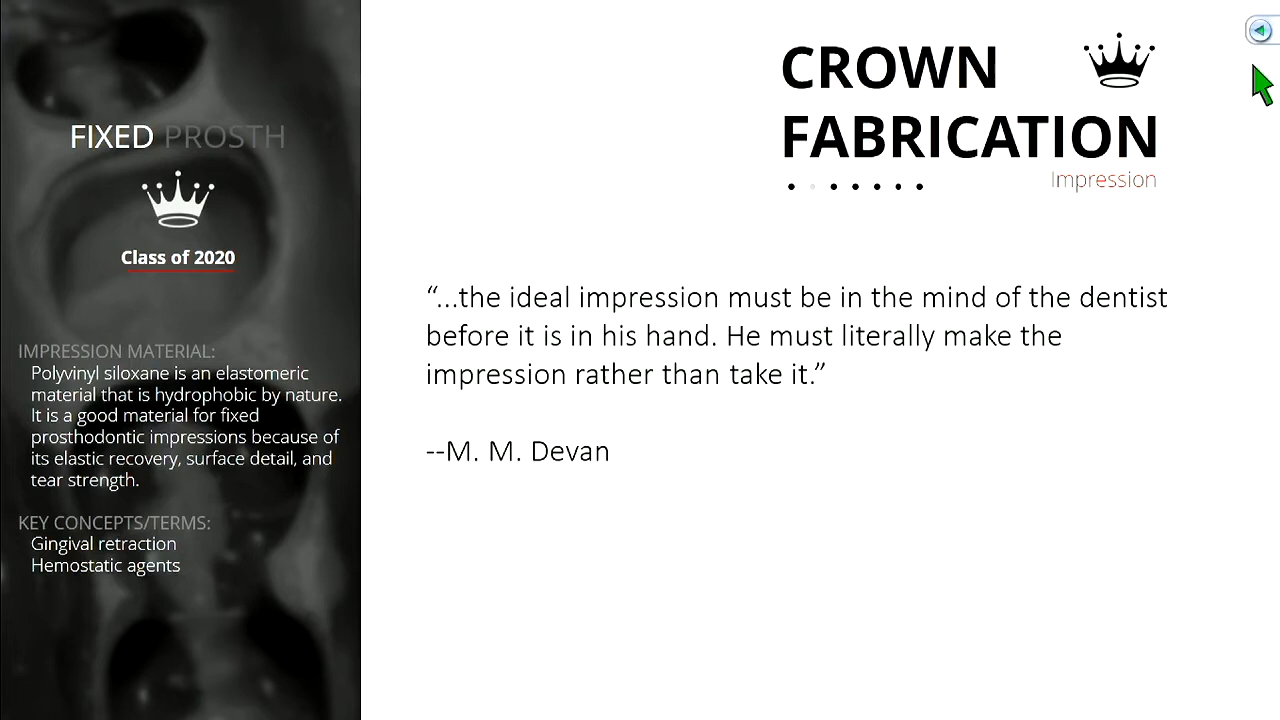 FIXED PROSTH
Class of 2020
IMPRESSION MATERIAL:
Polyvinyl siloxane is an elastomeric
material that is hydrophobic by nature.
It is a good material for fixed
prosthodontic impressions because of
its elastic recovery, surface detail, and
tear strength.
KEY CONCEPTS/TERMS:
Gingival retraction
Hemostatic agents
CROWN
FABRICATION
Impression
“...the ideal impression must be in the mind of the dentist
before it is in his hand. He must literally make the
impression rather than take it.”
--M. M. Devan